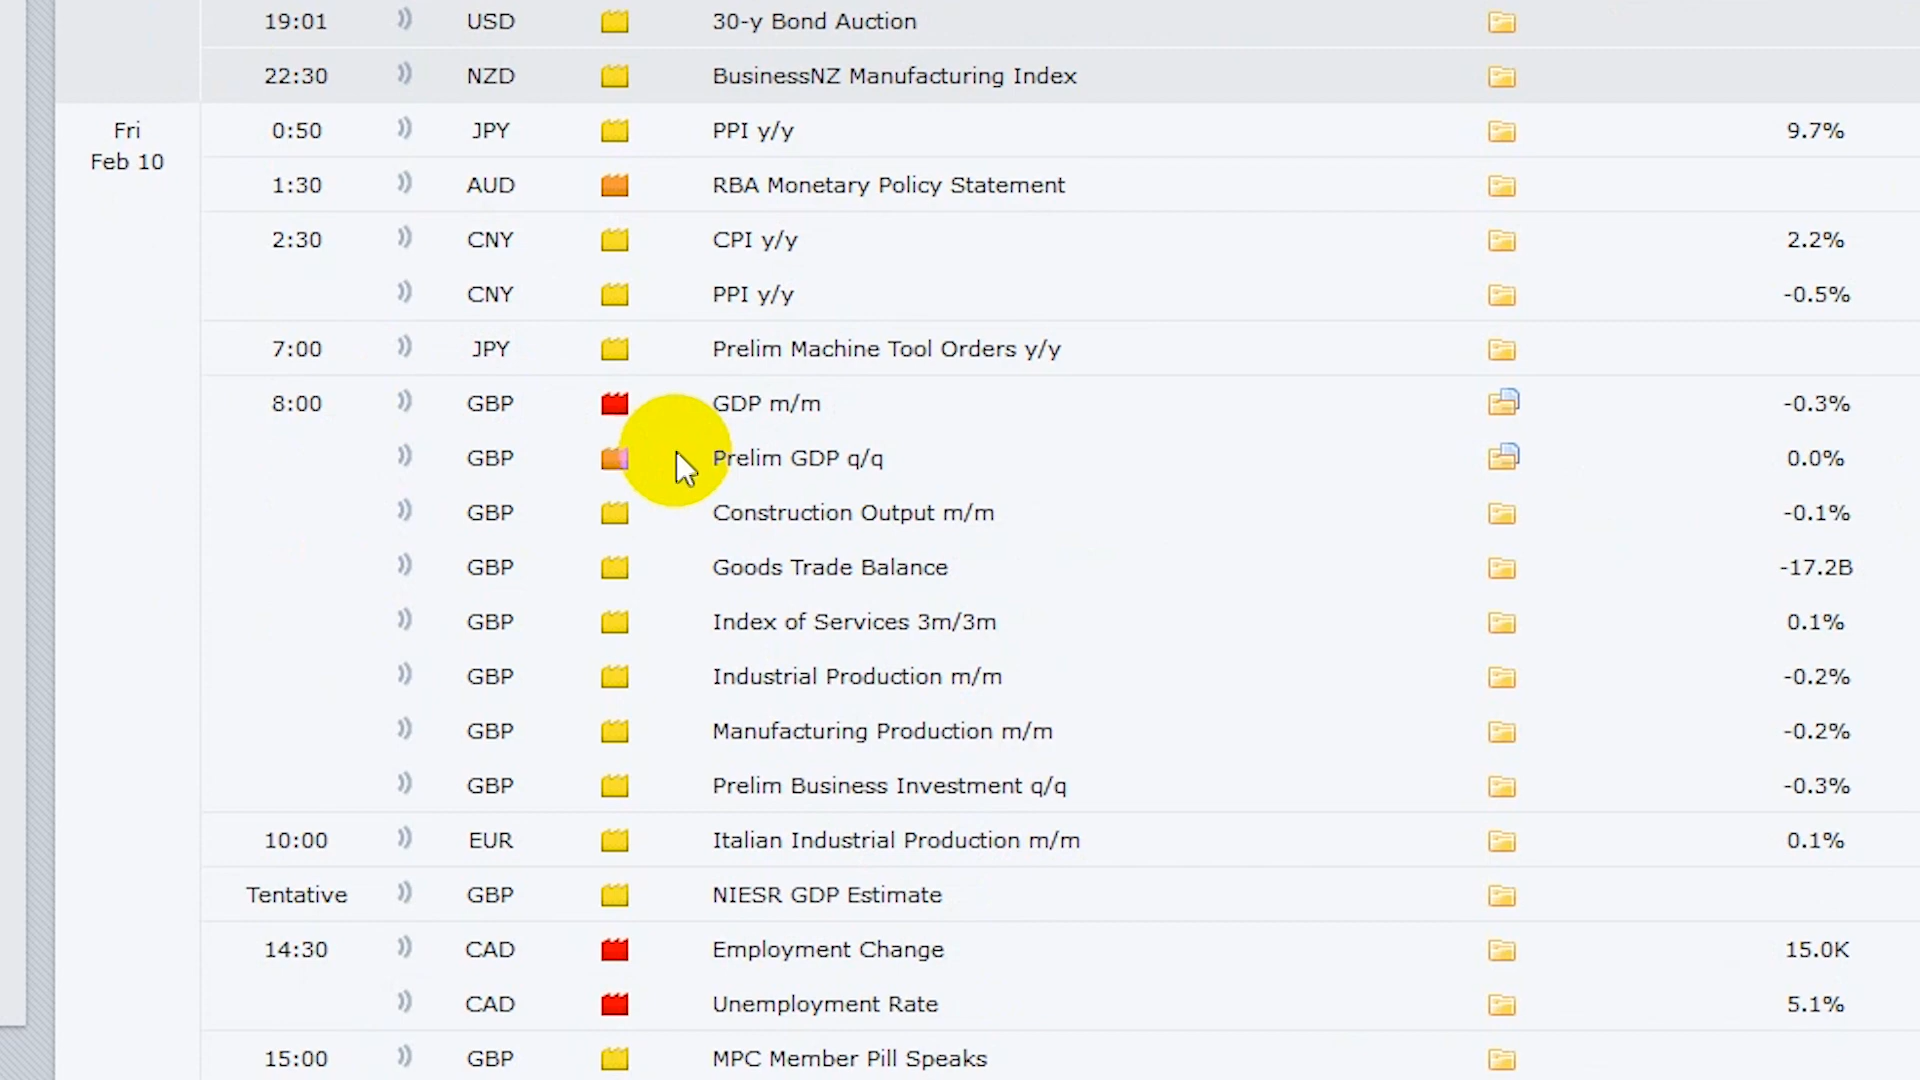 19:01 USD 30-y Bond Auction
22:30 NZD BusinessNZ Manufacturing Index
Fri 0:50 JPY PPI y/y 9.7%
Feb 10
1:30 AUD RBA Monetary Policy Statement
2:30 CNY CPI y/y 2.2%
CNY PPI y/y -0.5%
7:00 JPY Prelim Machine Tool Orders y/y
8:00 GBP GDP m/m -0.3%
GBP Prelim GDP q/q 0.0%
GBP Construction Output m/m -0.1%
GBP Goods Trade Balance -17.2B
GBP Index of Services 3m/3m 0.1%
GBP Industrial Production m/m -0.2%
GBP Manufacturing Production m/m -0.2%
GBP Prelim Business Investment q/q -0.3%
10:00 EUR Italian Industrial Production m/m 0.1%
Tentative GBP NIESR GDP Estimate
14:30 CAD Employment Change 15.0K
CAD Unemployment Rate 5.1%
15:00 GBP MPC Member Pill Speaks